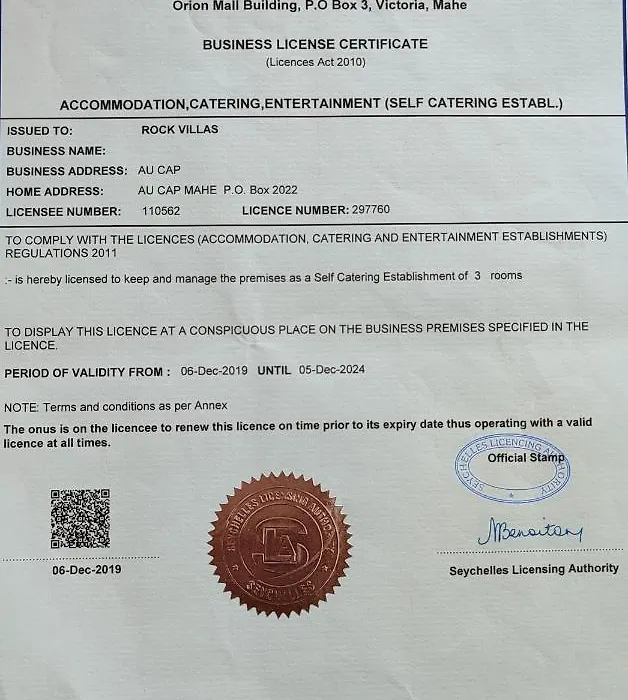 Orion Mall Building, P.O Box 3, Victoria, Mahe
BUSINESS LICENSE CERTIFICATE
(Licences Act 2010)
ACCOMMODATION,CATERING,ENTERTAINMENT (SELF CATERING ESTABL.)
ISSUED TO: ROCK VILLAS
BUSINESS NAME:
BUSINESS ADDRESS: AU CAP
HOME ADDRESS: AU CAP MAHE P.O. Box 2022
LICENSEE NUMBER: 110562 LICENCE NUMBER: 297760
TO COMPLY WITH THE LICENCES (ACCOMMODATION, CATERING AND ENTERTAINMENT ESTABLISHMENTS)
REGULATIONS 2011
:- is hereby licensed to keep and manage the premises as a Self Catering Establishment of 3 rooms
TO DISPLAY THIS LICENCE AT A CONSPICUOUS PLACE ON THE BUSINESS PREMISES SPECIFIED IN THE
LICENCE.
PERIOD OF VALIDITY FROM : 06-Dec-2019 UNTIL 05-Dec-2024
NOTE: Terms and conditions as per Annex
The onus is on the licencee to renew this licence on time prior to its expiry date thus operating with a valid
licence at all times.
SEYCHELLES LICENCING AUTHORITY
Official Stamp
SEYCHELLES LICENSING AUTHORITY
SLA
SEYCHELLES
06-Dec-2019
Seychelles Licensing Authority